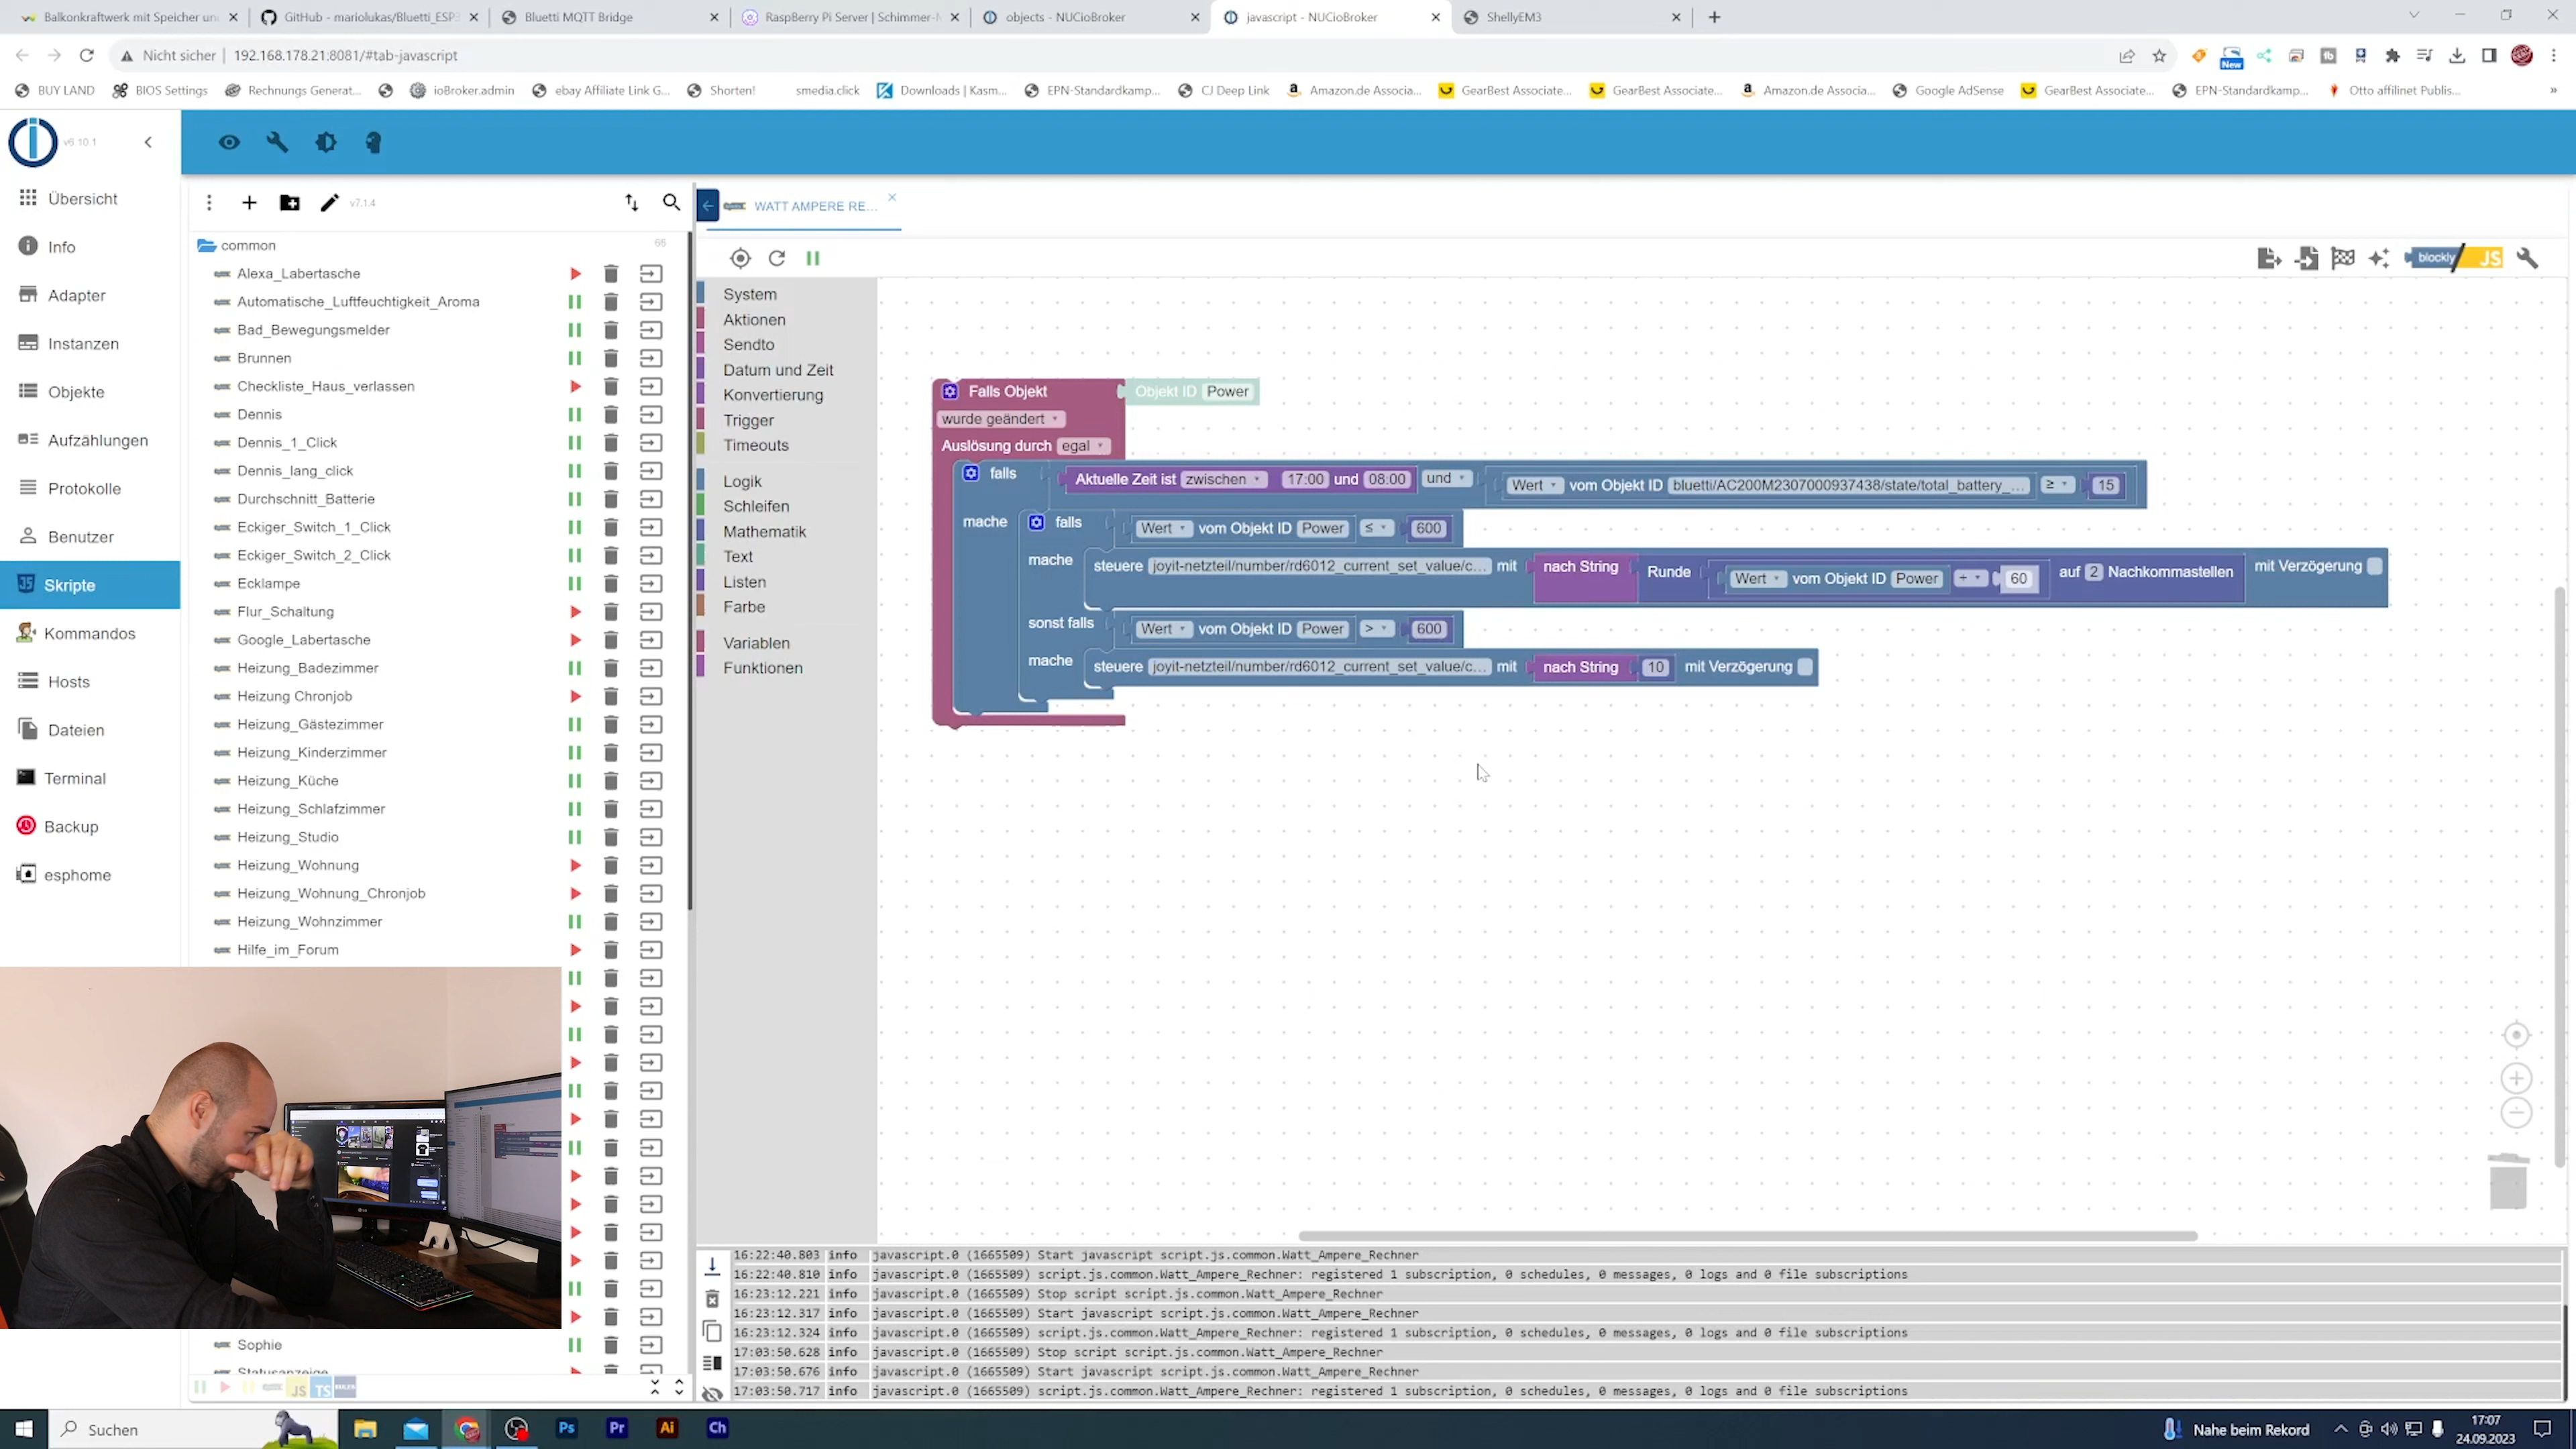 Balkonkraftwerk mit Speicher un
GitHub - mariolukas/Bluetti_ESP3
Bluetti MQTT Bridge
RaspBerry Pi Server | Schimmer-M
objects - NUCioBroker
javascript - NUCioBroker
ShellyEM3
Nicht sicher
192.168.178.21:8081/#tab-javascript
New
BUY LAND
BIOS Settings
Rechnungs Generat...
ioBroker.admin
ebay Affiliate Link G...
Shorten!
smedia.click
Downloads | Kasm...
EPN-Standardkamp...
CJ Deep Link
Amazon.de Associa...
GearBest Associate...
GearBest Associate...
Amazon.de Associa...
Google AdSense
GearBest Associate...
EPN-Standardkamp...
Otto affilinet Publis...
»
v6 10.1
Übersicht
Info
Adapter
Instanzen
Objekte
Aufzählungen
Protokolle
Benutzer
Skripte
Kommandos
Hosts
Dateien
Terminal
Backup
esphome
v7.1.4
common
66
Alexa_Labertasche
Automatische_Luftfeuchtigkeit_Aroma
Bad_Bewegungsmelder
Brunnen
Checkliste_Haus_verlassen
Dennis
Dennis_1_Click
Dennis_lang_click
Durchschnitt_Batterie
Eckiger_Switch_1_Click
Eckiger_Switch_2_Click
Ecklampe
Flur_Schaltung
Google_Labertasche
Heizung_Badezimmer
Heizung Chronjob
Heizung_Gästezimmer
Heizung_Kinderzimmer
Heizung_Küche
Heizung_Schlafzimmer
Heizung_Studio
Heizung_Wohnung
Heizung_Wohnung_Chronjob
Heizung_Wohnzimmer
Hilfe_im_Forum
Sophie
Statusanzeige
JS
TS
RULES
WATT AMPERE RE...
blockly
JS
System
Aktionen
Sendto
Datum und Zeit
Konvertierung
Trigger
Timeouts
Logik
Schleifen
Mathematik
Text
Listen
Farbe
Variablen
Funktionen
Falls Objekt
Objekt ID Power
wurde geändert
Auslösung durch egal
falls Aktuelle Zeit ist zwischen 17:00 und 08:00 und Wert vom Objekt ID bluetti/AC200M2307000937438/state/total_battery_... ≥ 15
mache falls Wert vom Objekt ID Power ≤ 600
mache steuere joyit-netzteil/number/rd6012_current_set_value/c... mit nach String Runde Wert vom Objekt ID Power ÷ 60 auf 2 Nachkommastellen mit Verzögerung
sonst falls Wert vom Objekt ID Power > 600
mache steuere joyit-netzteil/number/rd6012_current_set_value/c... mit nach String 10 mit Verzögerung
16:22:40.803 info javascript.0 (1665509) Start javascript script.js.common.Watt_Ampere_Rechner
16:22:40.810 info javascript.0 (1665509) script.js.common.Watt_Ampere_Rechner: registered 1 subscription, 0 schedules, 0 messages, 0 logs and 0 file subscriptions
16:23:12.221 info javascript.0 (1665509) Stop script script.js.common.Watt_Ampere_Rechner
16:23:12.317 info javascript.0 (1665509) Start javascript script.js.common.Watt_Ampere_Rechner
16:23:12.324 info javascript.0 (1665509) script.js.common.Watt_Ampere_Rechner: registered 1 subscription, 0 schedules, 0 messages, 0 logs and 0 file subscriptions
17:03:50.628 info javascript.0 (1665509) Stop script script.js.common.Watt_Ampere_Rechner
17:03:50.676 info javascript.0 (1665509) Start javascript script.js.common.Watt_Ampere_Rechner
17:03:50.717 info javascript.0 (1665509) script.js.common.Watt_Ampere_Rechner: registered 1 subscription, 0 schedules, 0 messages, 0 logs and 0 file subscriptions
Suchen
Ps
Pr
Ai
Ch
Nahe beim Rekord
17:07
24.09.2023